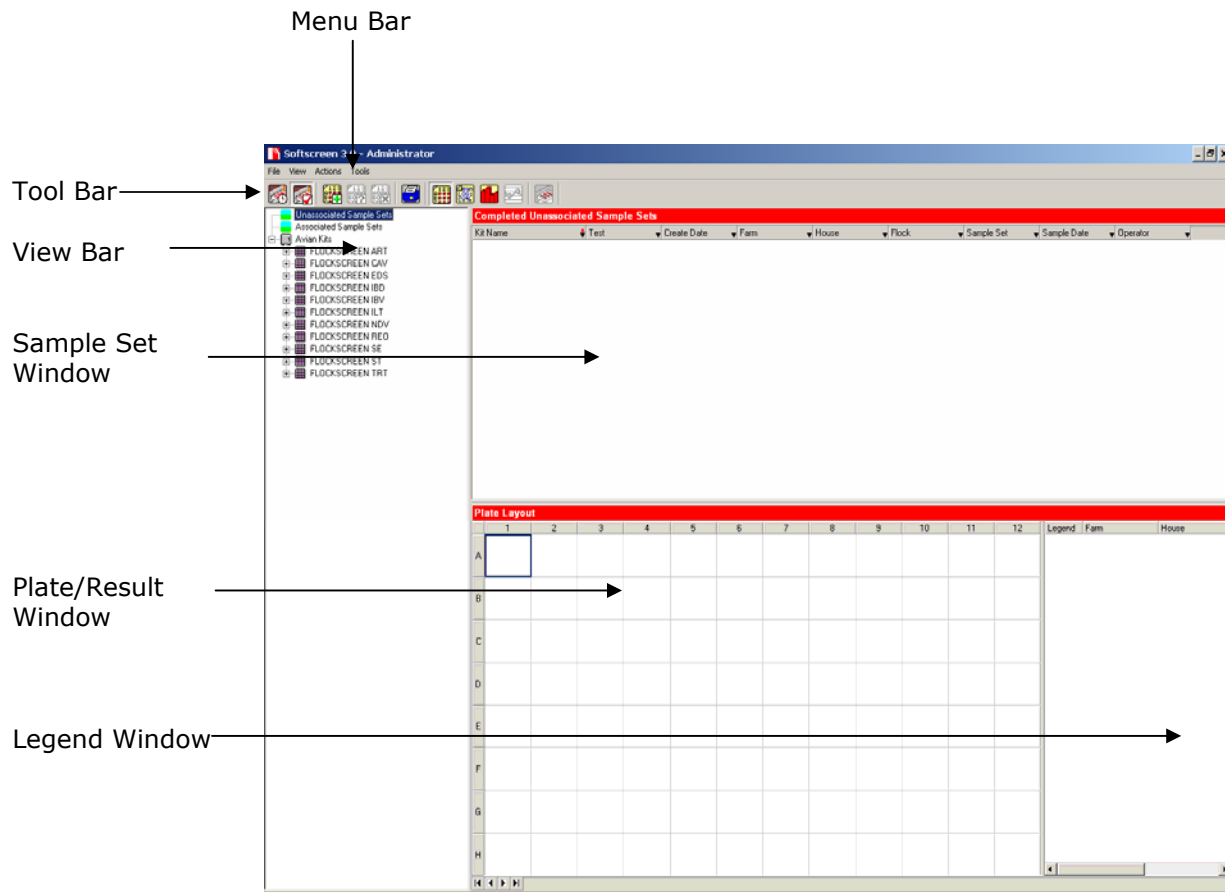 Menu Bar
Softscreen 3.0 - Administrator
File View Actions Tools
Tool Bar
View Bar
Sample Set
Window
Plate/Result
Window
Legend Window
Unassociated Sample Sets
Associated Sample Sets
Avian Kits
FLOCKSCREEN ART
FLOCKSCREEN CAV
FLOCKSCREEN EDS
FLOCKSCREEN IBD
FLOCKSCREEN IBV
FLOCKSCREEN ILT
FLOCKSCREEN NDV
FLOCKSCREEN REO
FLOCKSCREEN SE
FLOCKSCREEN ST
FLOCKSCREEN TRT
Completed Unassociated Sample Sets
Kit Name Test Create Date Farm House Flock Sample Set Sample Date Operator
Plate Layout
1 2 3 4 5 6 7 8 9 10 11 12
A
B
C
D
E
F
G
H
Legend Farm House